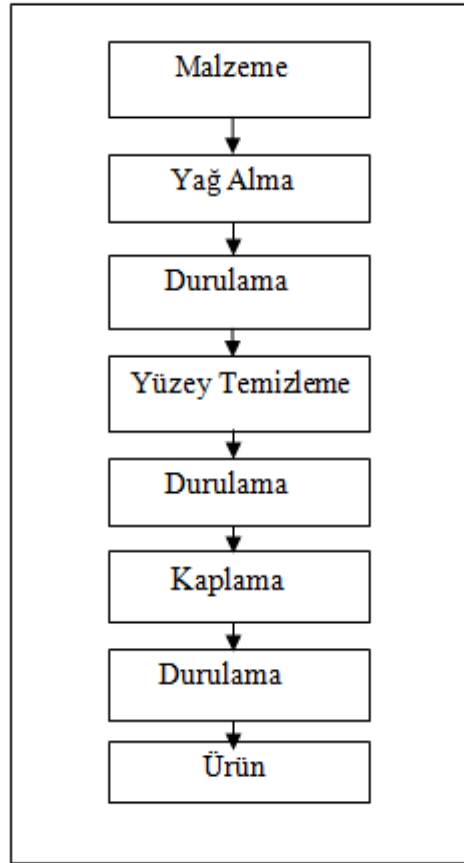 Malzeme
Yağ Alma
Durulama
Yüzey Temizleme
Durulama
Kaplama
Durulama
Ürün